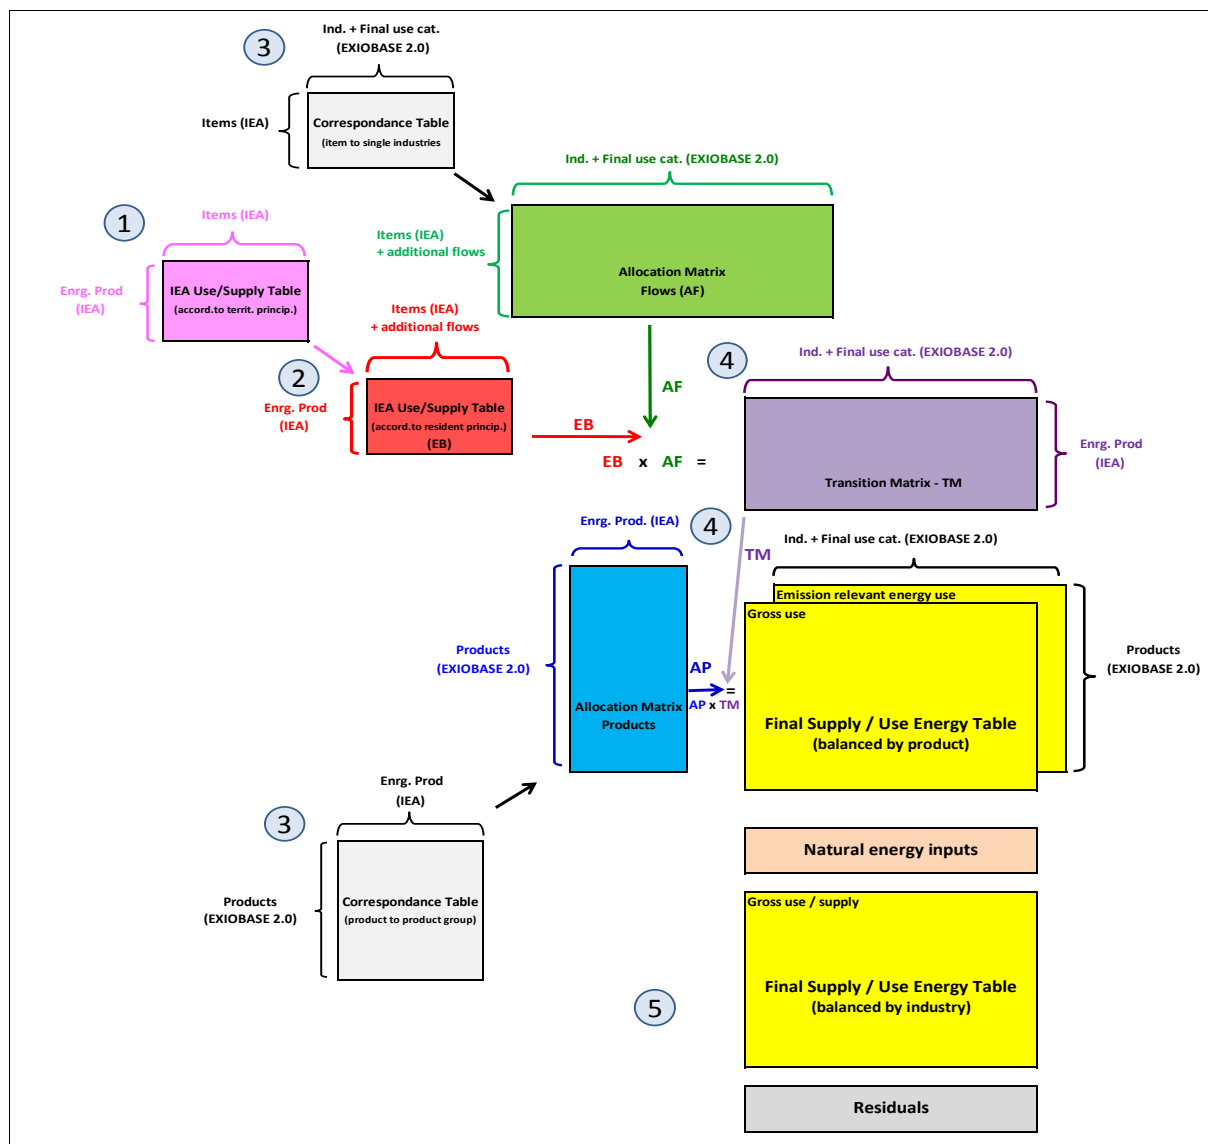 3
Ind. + Final use cat.
(EXIOBASE 2.0)
Items (IEA)
Correspondance Table
(item to single industries
Ind. + Final use cat. (EXIOBASE 2.0)
1
Items (IEA)
Items (IEA)
+ additional flows
Allocation Matrix
Flows (AF)
Enrg. Prod
(IEA)
IEA Use/Supply Table
(accord.to territ. princip.)
Items (IEA)
+ additional flows
2
Enrg. Prod
(IEA)
IEA Use/Supply Table
(accord.to resident princip.)
(EB)
EB
AF
EB x AF =
4
Ind. + Final use cat. (EXIOBASE 2.0)
Enrg. Prod
(IEA)
Transition Matrix - TM
Enrg. Prod. (IEA)
4
TM
Ind. + Final use cat. (EXIOBASE 2.0)
Emission relevant energy use
Gross use
Products
(EXIOBASE 2.0)
Products
(EXIOBASE 2.0)
AP
=
AP x TM
Allocation Matrix
Products
Final Supply / Use Energy Table
(balanced by product)
Enrg. Prod
(IEA)
3
Products
(EXIOBASE 2.0)
Correspondance Table
(product to product group)
Natural energy inputs
Gross use / supply
Final Supply / Use Energy Table
(balanced by industry)
5
Residuals